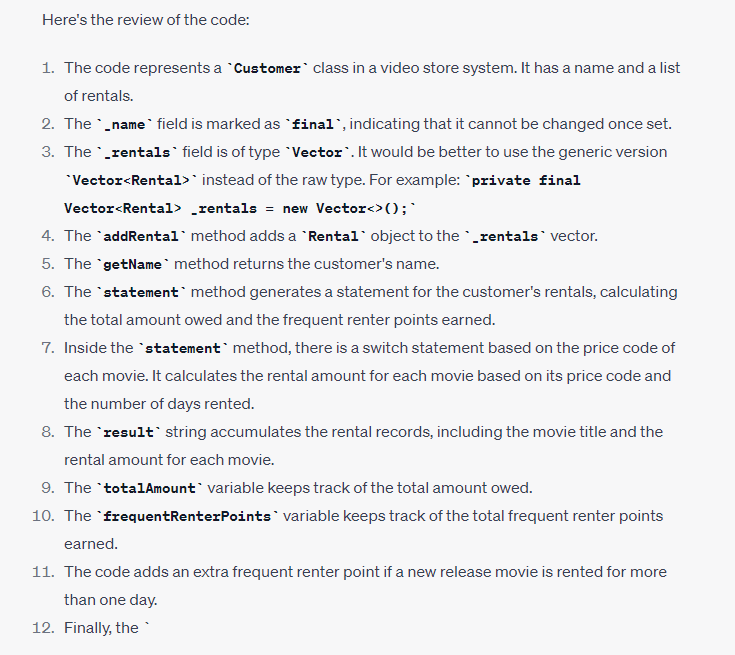 Here's the review of the code:
1. The code represents a `Customer` class in a video store system. It has a name and a list
of rentals.
2. The `_name` field is marked as `final`, indicating that it cannot be changed once set.
3. The `_rentals` field is of type `Vector`. It would be better to use the generic version
`Vector<Rental>` instead of the raw type. For example: `private final
Vector<Rental> _rentals = new Vector<>();`
4. The `addRental` method adds a `Rental` object to the `_rentals` vector.
5. The `getName` method returns the customer's name.
6. The `statement` method generates a statement for the customer's rentals, calculating
the total amount owed and the frequent renter points earned.
7. Inside the `statement` method, there is a switch statement based on the price code of
each movie. It calculates the rental amount for each movie based on its price code and
the number of days rented.
8. The `result` string accumulates the rental records, including the movie title and the
rental amount for each movie.
9. The `totalAmount` variable keeps track of the total amount owed.
10. The `frequentRenterPoints` variable keeps track of the total frequent renter points
earned.
11. The code adds an extra frequent renter point if a new release movie is rented for more
than one day.
12. Finally, the `